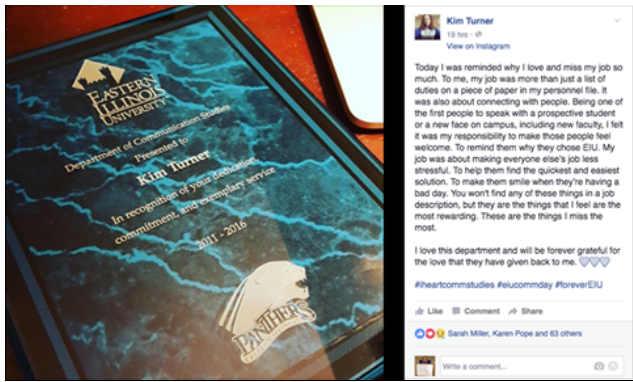 EASTERN
ILLINOIS
UNIVERSITY
Department of Communication Studies
Presented to
Kim Turner
In recognition of your dedication,
commitment, and exemplary service
2011 - 2016
PANTHERS
Kim Turner
19 hrs ·
View on Instagram
Today I was reminded why I love and miss my job so
much. To me, my job was more than just a list of
duties on a piece of paper in my personnel file. It
was also about connecting with people. Being one of
the first people to speak with a prospective student
or a new face on campus, including new faculty, I felt
it was my responsibility to make those people feel
welcome. To remind them why they chose EIU. My
job was about making everyone else's job less
stressful. To help them find the quickest and easiest
solution. To make them smile when they're having a
bad day. You won't find any of these things in a job
description, but they are the things that I feel are the
most rewarding. These are the things I miss the
most.
I love this department and will be forever grateful for
the love that they have given back to me.
#iheartcommstudies #eiucommday #foreverEIU
Like Comment Share
Sarah Miller, Karen Pope and 63 others
Write a comment...